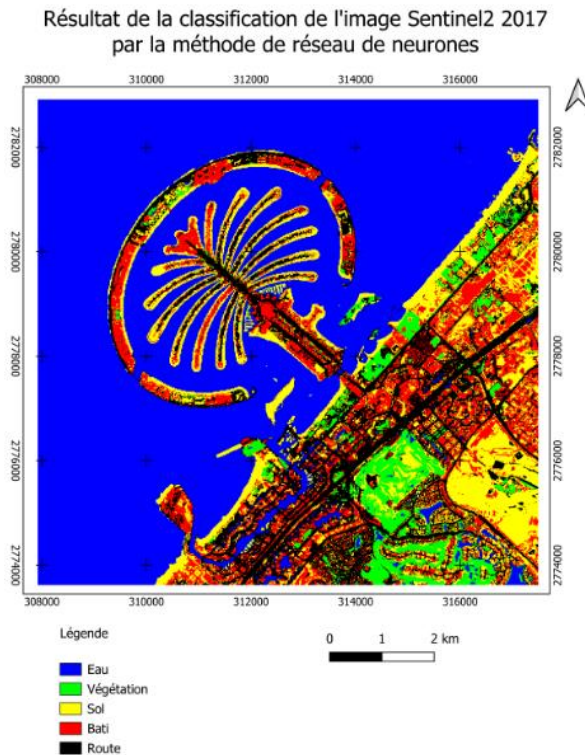 Résultat de la classification de l'image Sentinel2 2017
par la méthode de réseau de neurones
308000 310000 312000 314000 316000
2782000 2782000
2780000 2780000
2778000 2778000
2776000 2776000
2774000 2774000
308000 310000 312000 314000 316000
Légende
0 1 2 km
Eau
Végétation
Sol
Bati
Route